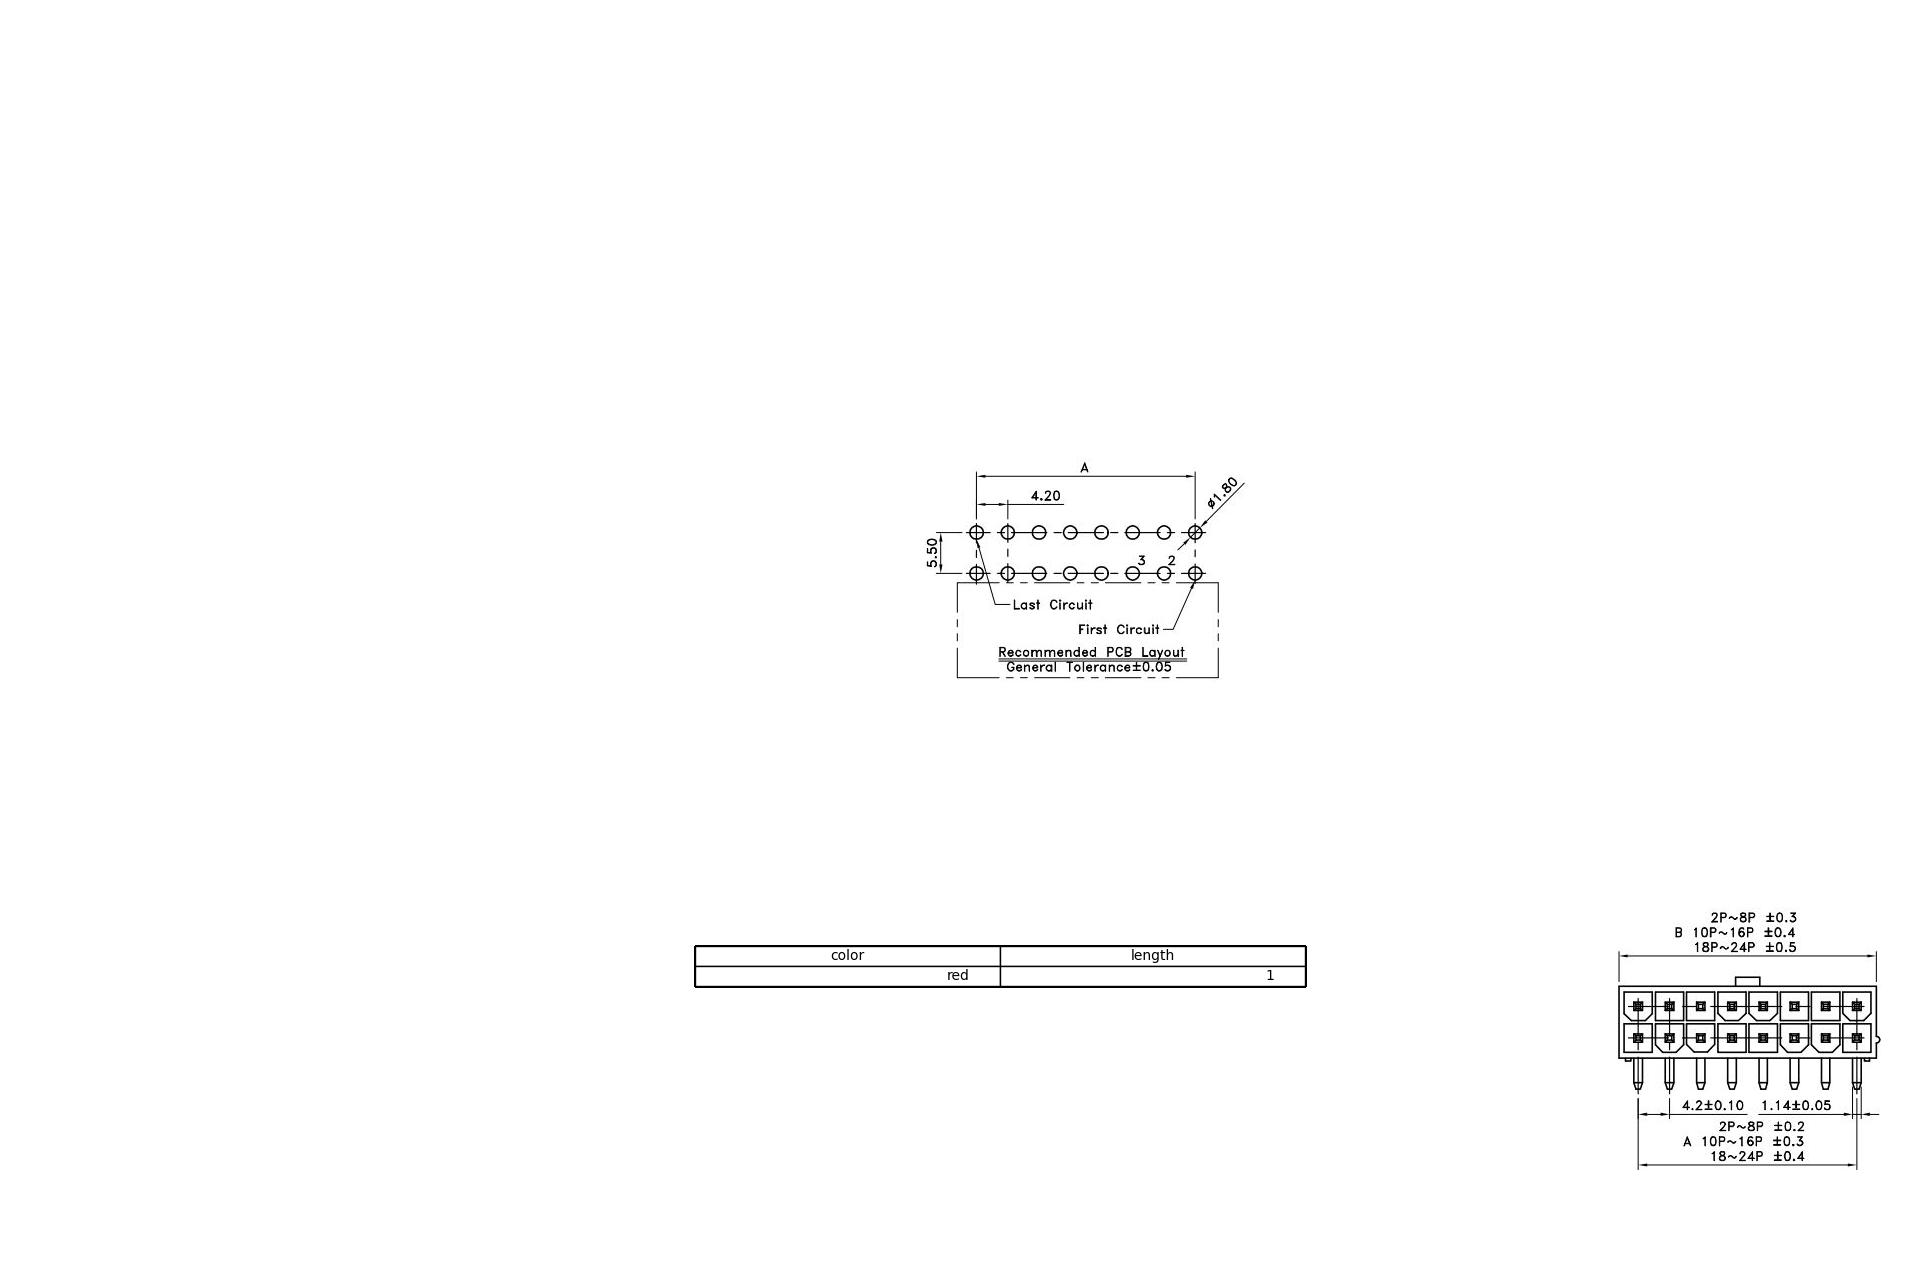 A
4.20
ø1.80
5.50
3 2
Last Circuit
First Circuit
Recommended PCB Layout
General Tolerance±0.05
color length
red 1
2P~8P ±0.3
B 10P~16P ±0.4
18P~24P ±0.5
4.2±0.10 1.14±0.05
2P~8P ±0.2
A 10P~16P ±0.3
18~24P ±0.4